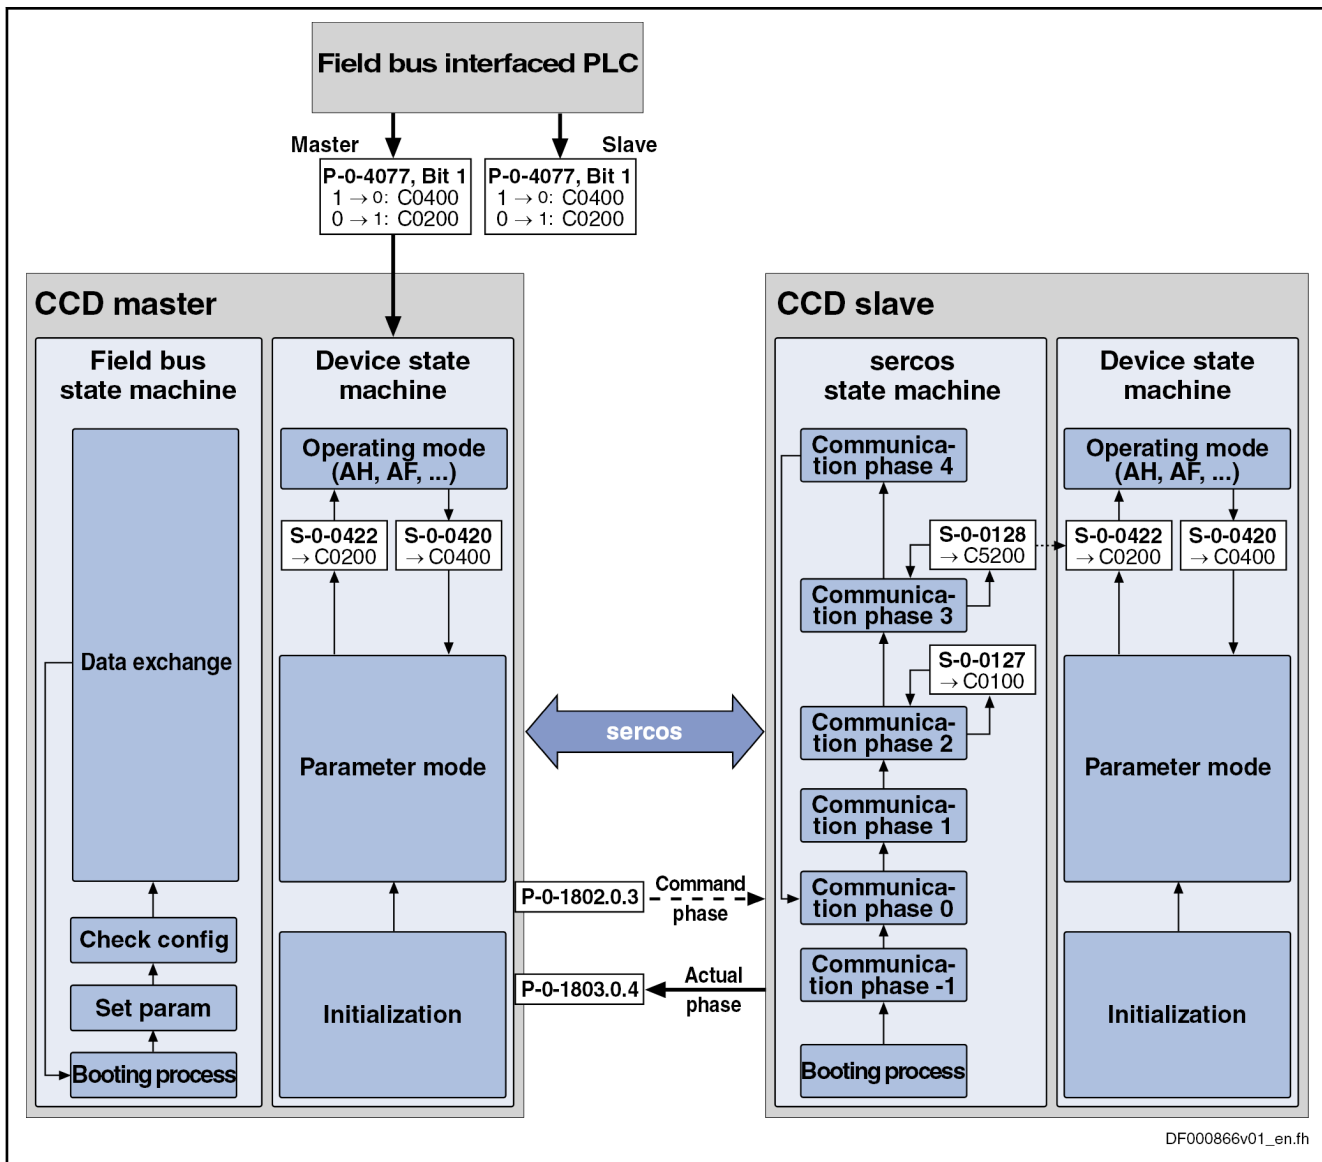 Field bus interfaced PLC
Master
Slave
P-0-4077, Bit 1
1 → 0: C0400
0 → 1: C0200
P-0-4077, Bit 1
1 → 0: C0400
0 → 1: C0200
CCD master
Field bus
state machine
Data exchange
Check config
Set param
Booting process
Device state
machine
Operating mode
(AH, AF, ...)
S-0-0422
→ C0200
S-0-0420
→ C0400
Parameter mode
Initialization
sercos
P-0-1802.0.3
Command
phase
P-0-1803.0.4
Actual
phase
CCD slave
sercos
state machine
Communica-
tion phase 4
S-0-0128
→ C5200
Communica-
tion phase 3
S-0-0127
→ C0100
Communica-
tion phase 2
Communica-
tion phase 1
Communica-
tion phase 0
Communica-
tion phase -1
Booting process
Device state
machine
Operating mode
(AH, AF, ...)
S-0-0422
→ C0200
S-0-0420
→ C0400
Parameter mode
Initialization
DF000866v01_en.fh